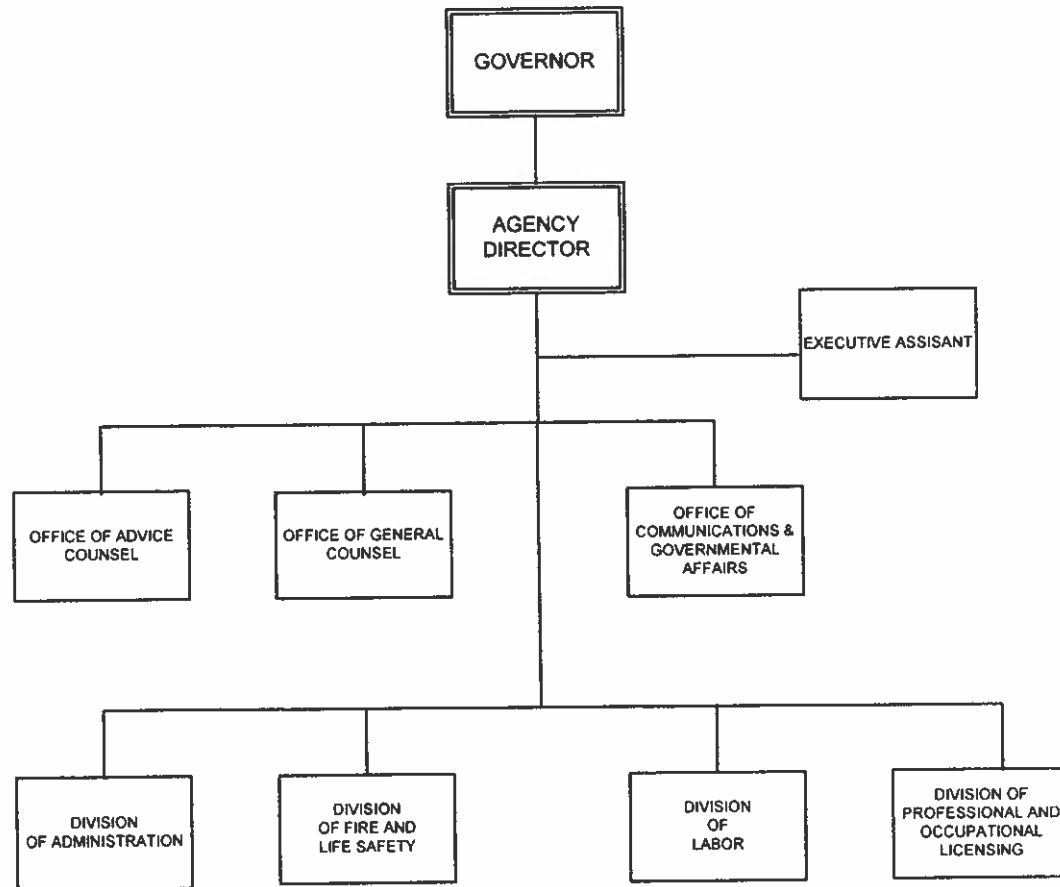 GOVERNOR
AGENCY
DIRECTOR
EXECUTIVE ASSISANT
OFFICE OF ADVICE
COUNSEL
OFFICE OF GENERAL
COUNSEL
OFFICE OF
COMMUNICATIONS &
GOVERNMENTAL
AFFAIRS
DIVISION
OF ADMINISTRATION
DIVISION
OF FIRE AND
LIFE SAFETY
DIVISION
OF
LABOR
DIVISION OF
PROFESSIONAL AND
OCCUPATIONAL
LICENSING